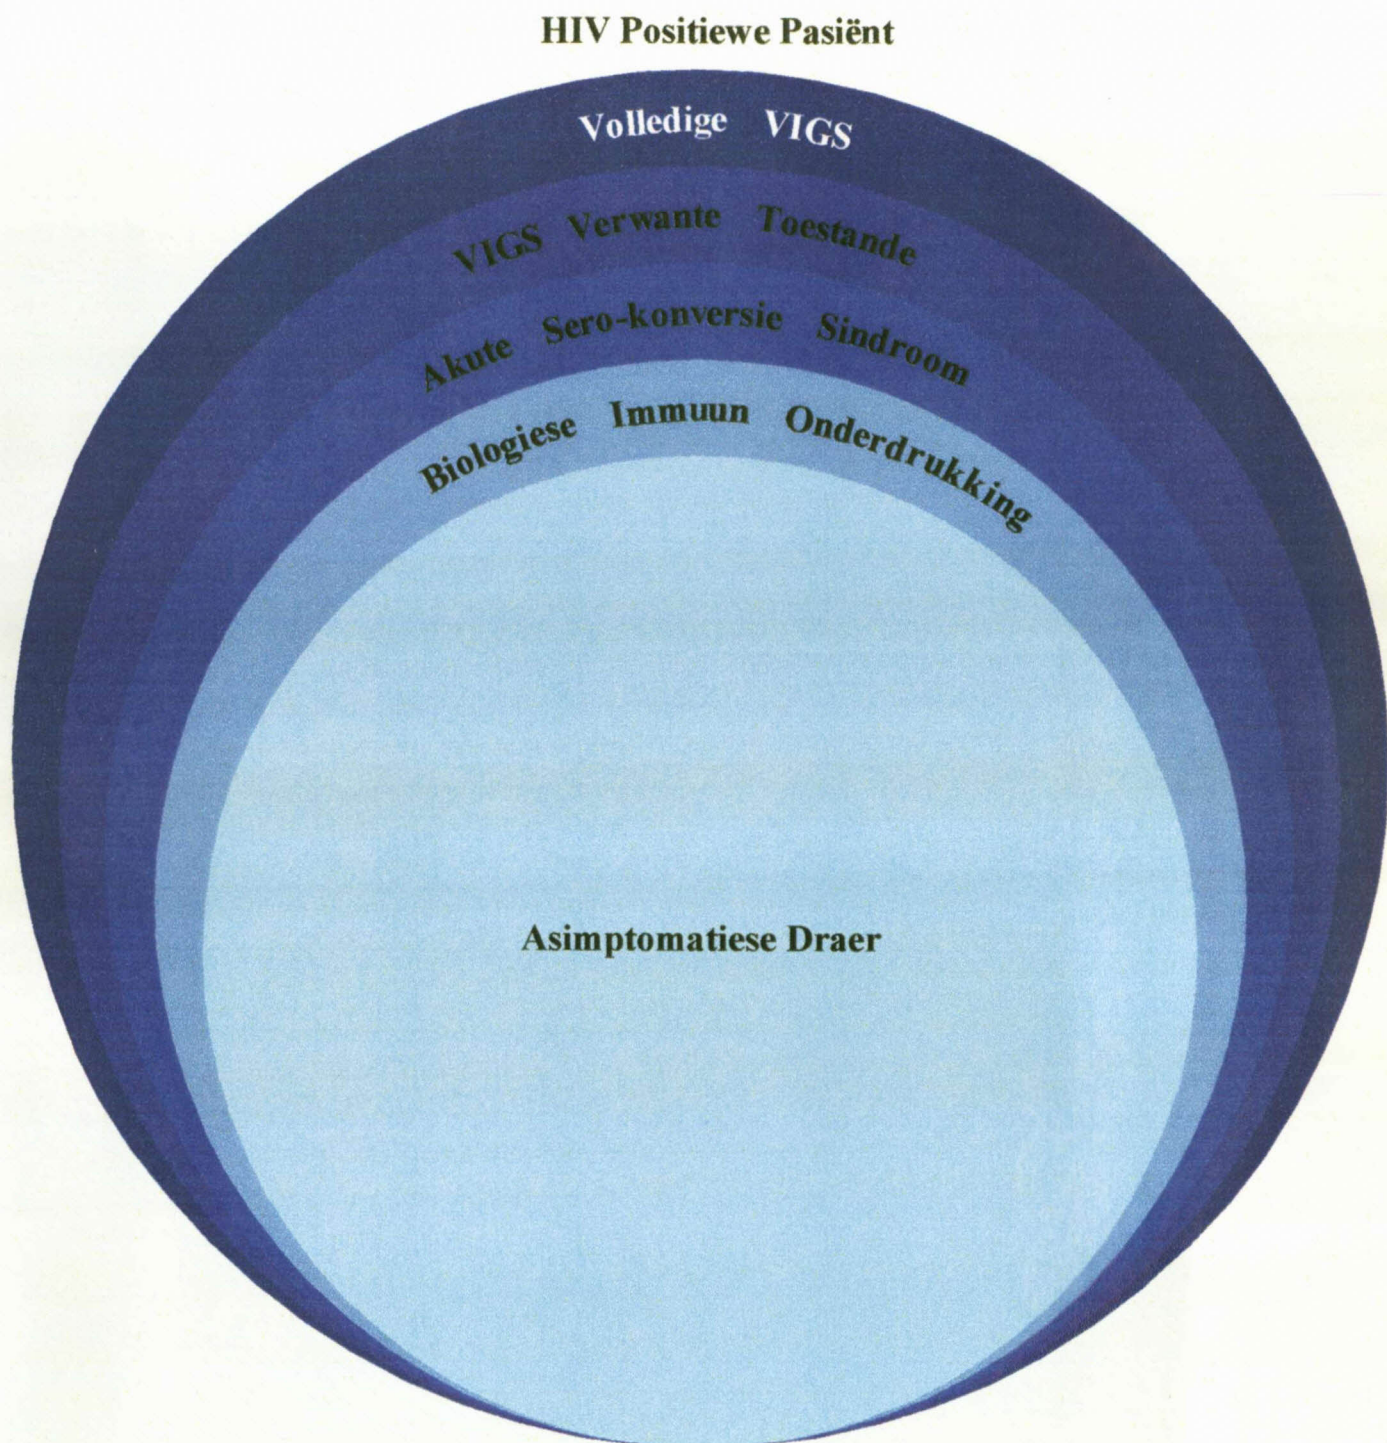 HIV Positiewe Pasiënt
Volledige VIGS
VIGS Verwante Toestande
Akute Sero-konversie Sindroom
Biologiese Immuun Onderdrukking
Asimptomatiese Draer